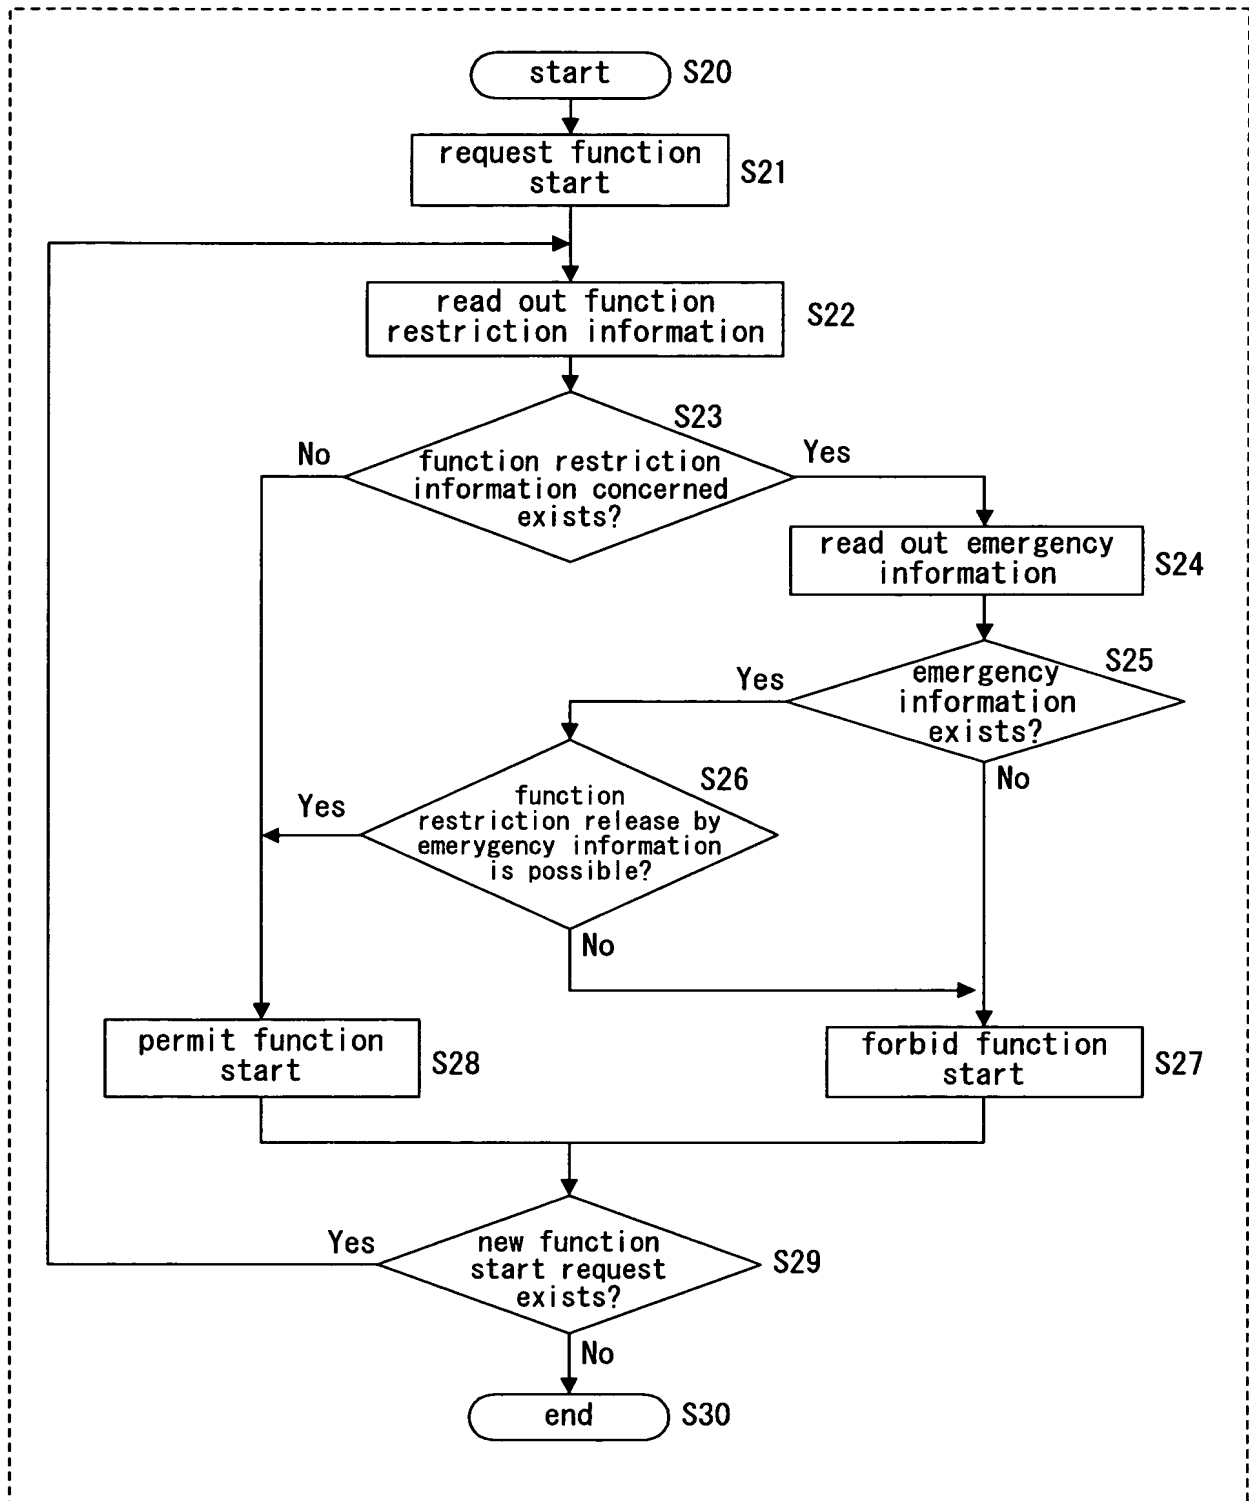 start
S20
request function
start
S21
read out function
restriction information
S22
S23
No
Yes
function restriction
information concerned
exists?
read out emergency
information
S24
S25
Yes
emergency
information
exists?
No
S26
Yes
function
restriction release by
emerygency information
is possible?
No
permit function
start
S28
forbid function
start
S27
Yes
new function
start request
exists?
S29
No
end
S30